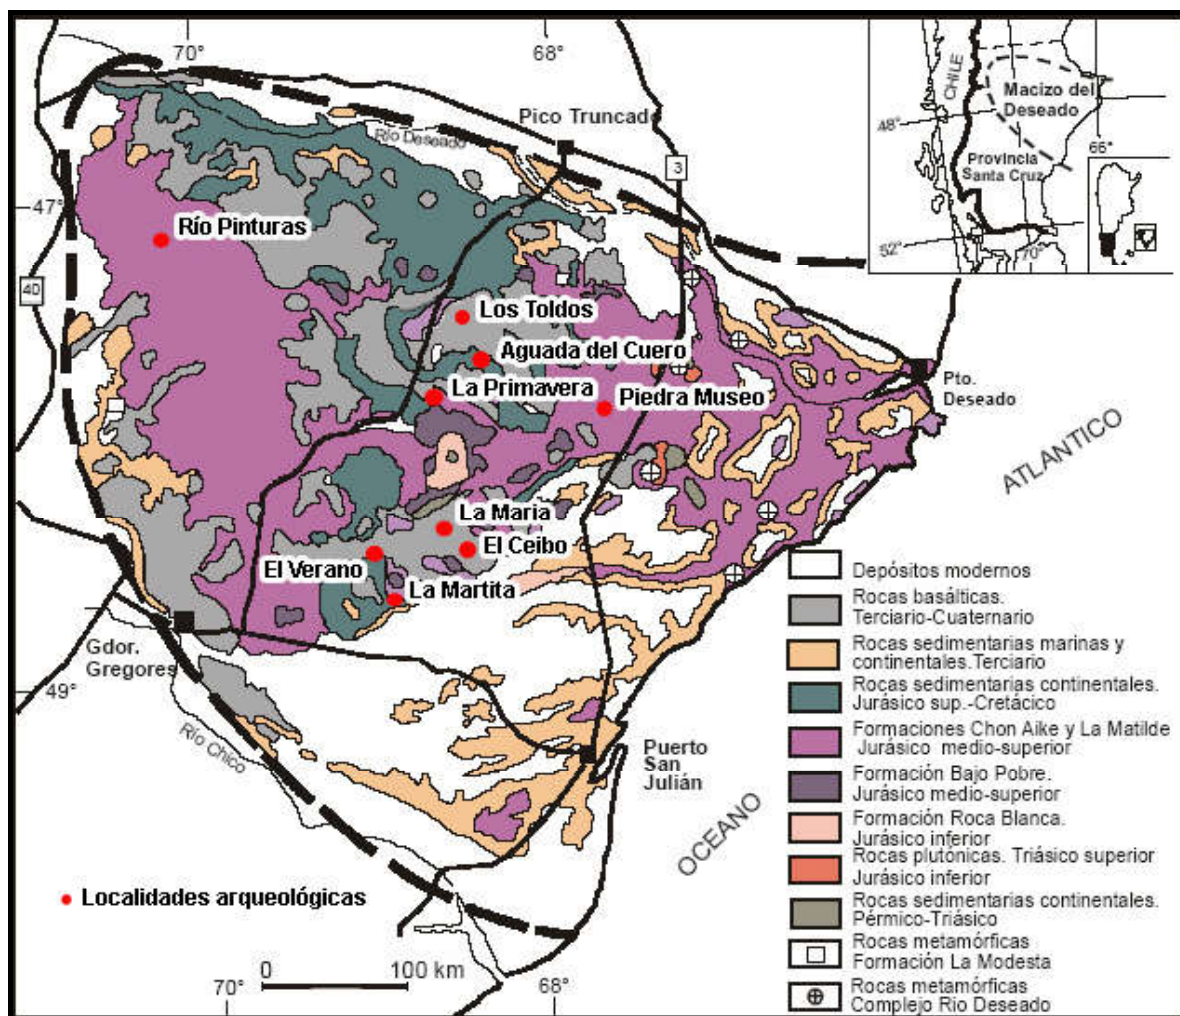 70°
68°
CHILE
Macizo del
Deseado
48°
66°
Provincia
Santa Cruz
52°
70°
Pico Truncado
Río Deseado
3
47°
Río Pinturas
40
Los Toldos
Aguada del Cuero
La Primavera
Piedra Museo
Pto.
Deseado
ATLANTICO
La Maria
El Ceibo
El Verano
La Martita
Gdor.
Gregores
49°
Río Chico
Puerto
San
Julián
OCEANO
Depósitos modernos
Rocas basálticas.
Terciario-Cuaternario
Rocas sedimentarias marinas y
continentales.Terciario
Rocas sedimentarias continentales.
Jurásico sup.-Cretácico
Formaciones Chon Aike y La Matilde
Jurásico medio-superior
Formación Bajo Pobre.
Jurásico medio-superior
Formación Roca Blanca.
Jurásico inferior
Rocas plutónicas. Triásico superior
Jurásico inferior
Rocas sedimentarias continentales.
Pérmico-Triásico
Rocas metamórficas
Formación La Modesta
Rocas metamórficas
Complejo Rio Deseado
Localidades arqueológicas
0 100 km
70°
68°